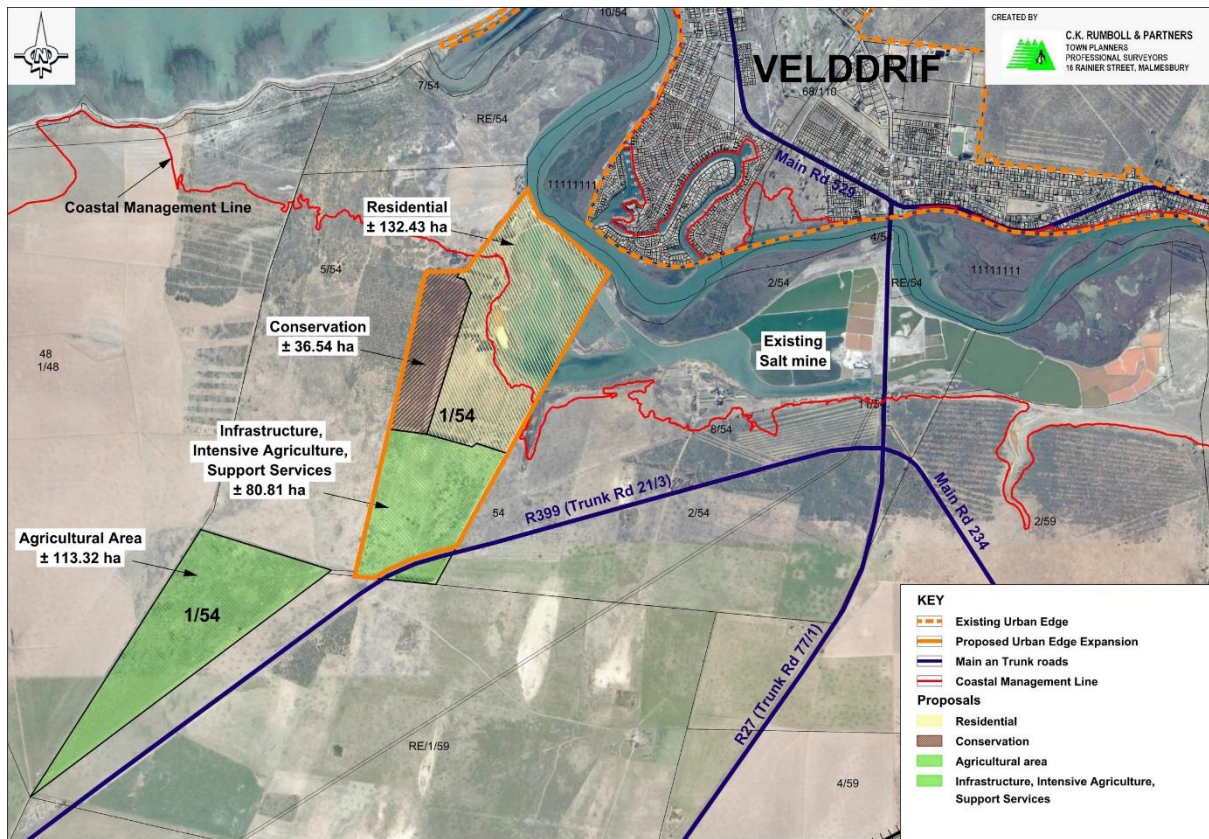 N
CREATED BY
C.K. RUMBOLL & PARTNERS
TOWN PLANNERS
PROFESSIONAL SURVEYORS
16 RAINIER STREET, MALMESBURY
10/54
7/54
RE/54
VELDDRIF
68/110
Main Rd 529
11111111
Coastal Management Line
Residential
± 132.43 ha
5/54
4/54
11111111
2/54
RE/54
Conservation
± 36.54 ha
Existing
Salt mine
48
1/48
1/54
11/54
8/54
Infrastructure,
Intensive Agriculture,
Support Services
± 80.81 ha
54
R399 (Trunk Rd 21/3)
2/54
Main Rd 234
2/59
Agricultural Area
± 113.32 ha
1/54
R27 (Trunk Rd 77/1)
RE/1/59
4/59
KEY
Existing Urban Edge
Proposed Urban Edge Expansion
Main an Trunk roads
Coastal Management Line
Proposals
Residential
Conservation
Agricultural area
Infrastructure, Intensive Agriculture,
Support Services